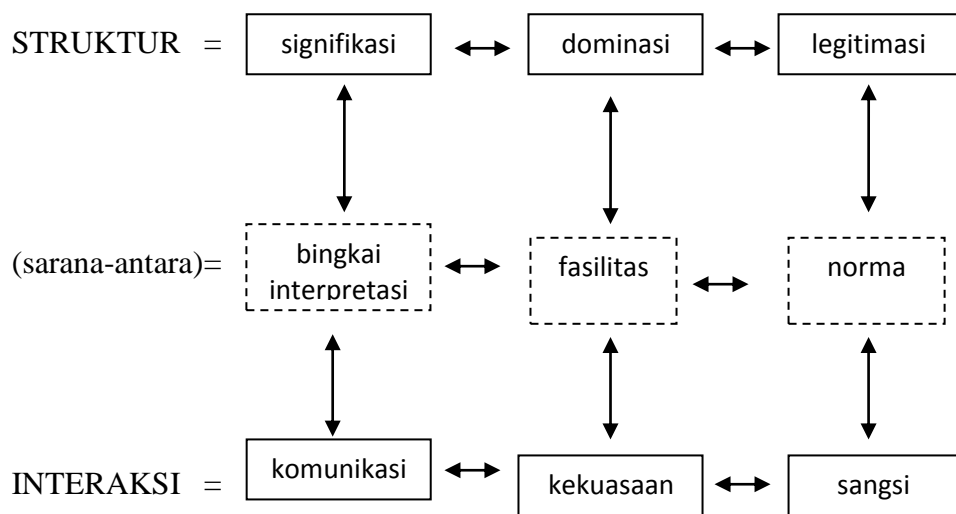 STRUKTUR = signifikasi dominasi legitimasi
(sarana-antara)= bingkai interpretasi fasilitas norma
INTERAKSI = komunikasi kekuasaan sangsi